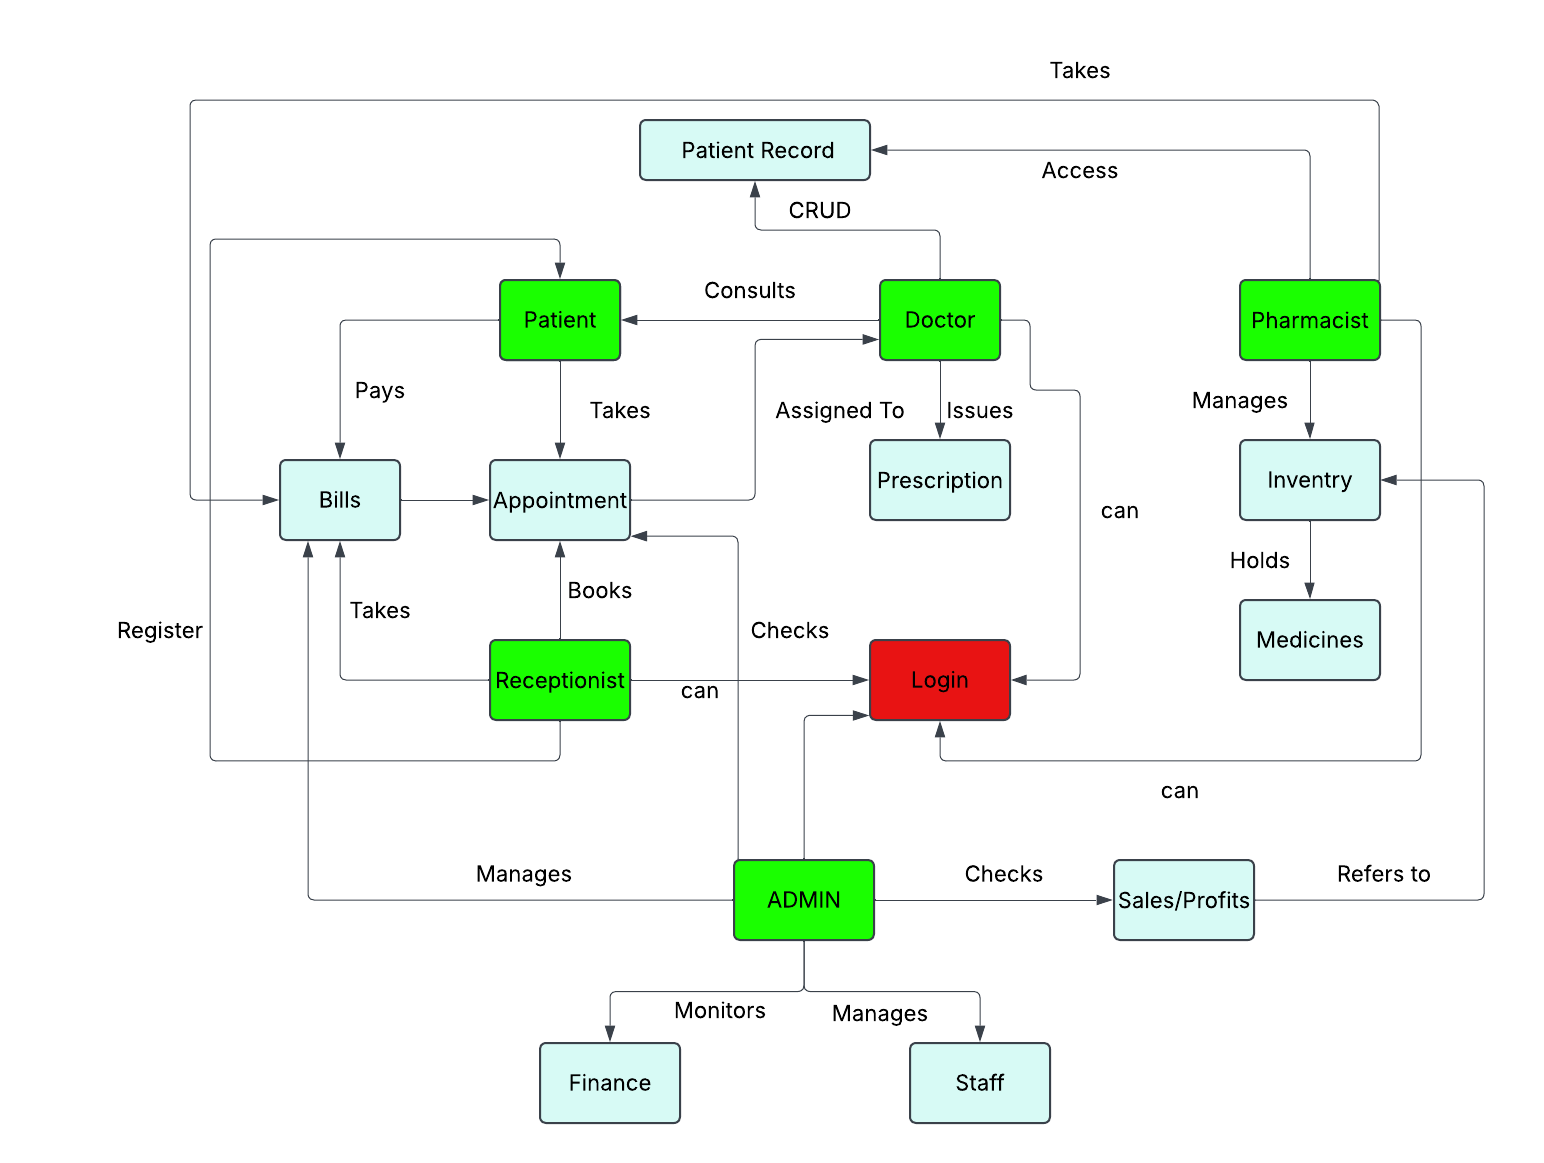 Takes
Patient Record
Access
CRUD
Consults
Patient
Doctor
Pharmacist
Pays
Takes
Assigned To
Issues
Manages
Bills
Appointment
Prescription
Inventry
can
Holds
Books
Takes
Register
Checks
Medicines
Receptionist
can
Login
can
Manages
Checks
Refers to
ADMIN
Sales/Profits
Monitors
Manages
Finance
Staff